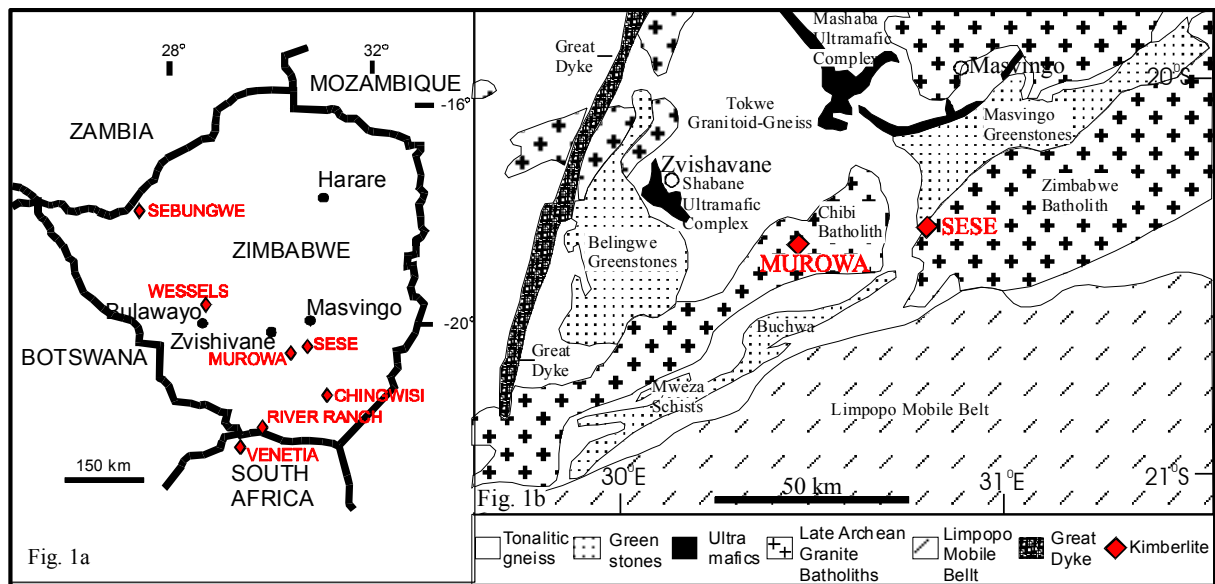 28°
32°
MOZAMBIQUE
-16°
ZAMBIA
Harare
SEBUNGWE
ZIMBABWE
WESSELS
Bulawayo
Masvingo
Zvishivane
-20°
BOTSWANA
MUROWA
SESE
CHINGWISI
RIVER RANCH
VENETIA
150 km
SOUTH
AFRICA
Fig. 1a
Great
Dyke
Mashaba
Ultramafic
Complex
Masvingo
20°S
Tokwe
Granitoid-Gneiss
Masvingo
Greenstones
Zvishavane
Shabane
Ultramafic
Complex
Zimbabwe
Batholith
Chibi
Batholith
SESE
Belingwe
Greenstones
MUROWA
Buchwa
Great
Dyke
Mweza
Schists
Limpopo Mobile Belt
Fig. 1b
30°E
50 km
31°E
21°S
Tonalitic
gneiss
Green
stones
Ultra
mafics
Late Archean
Granite
Batholiths
Limpopo
Mobile
Bellt
Great
Dyke
Kimberlite